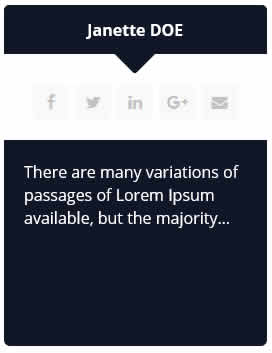 Janette DOE
There are many variations of
passages of Lorem Ipsum
available, but the majority...